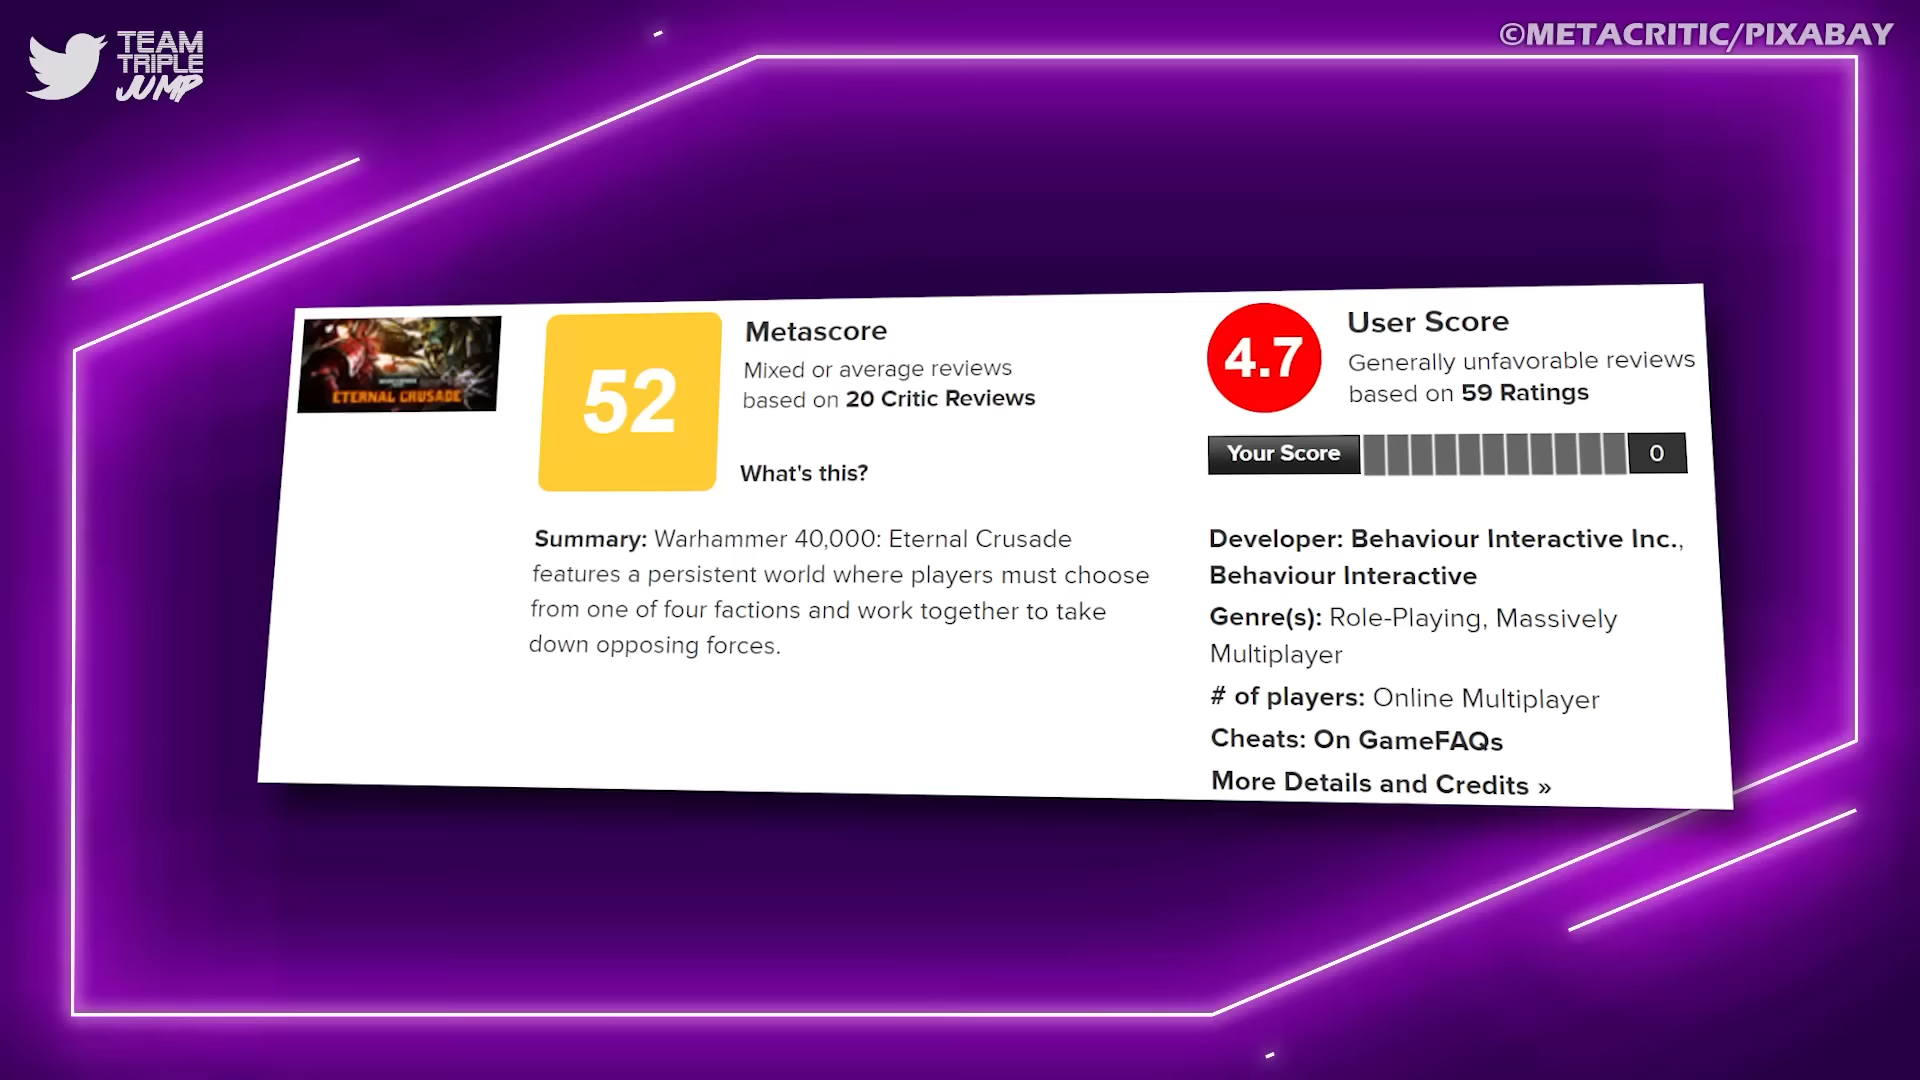 TEAM
TRIPLE
JUMP
©METACRITIC/PIXABAY
ETERNAL CRUSADE
52
Metascore
Mixed or average reviews
based on 20 Critic Reviews
What's this?
Summary: Warhammer 40,000: Eternal Crusade
features a persistent world where players must choose
from one of four factions and work together to take
down opposing forces.
4.7
User Score
Generally unfavorable reviews
based on 59 Ratings
Your Score
0
Developer: Behaviour Interactive Inc.,
Behaviour Interactive
Genre(s): Role-Playing, Massively
Multiplayer
# of players: Online Multiplayer
Cheats: On GameFAQs
More Details and Credits »